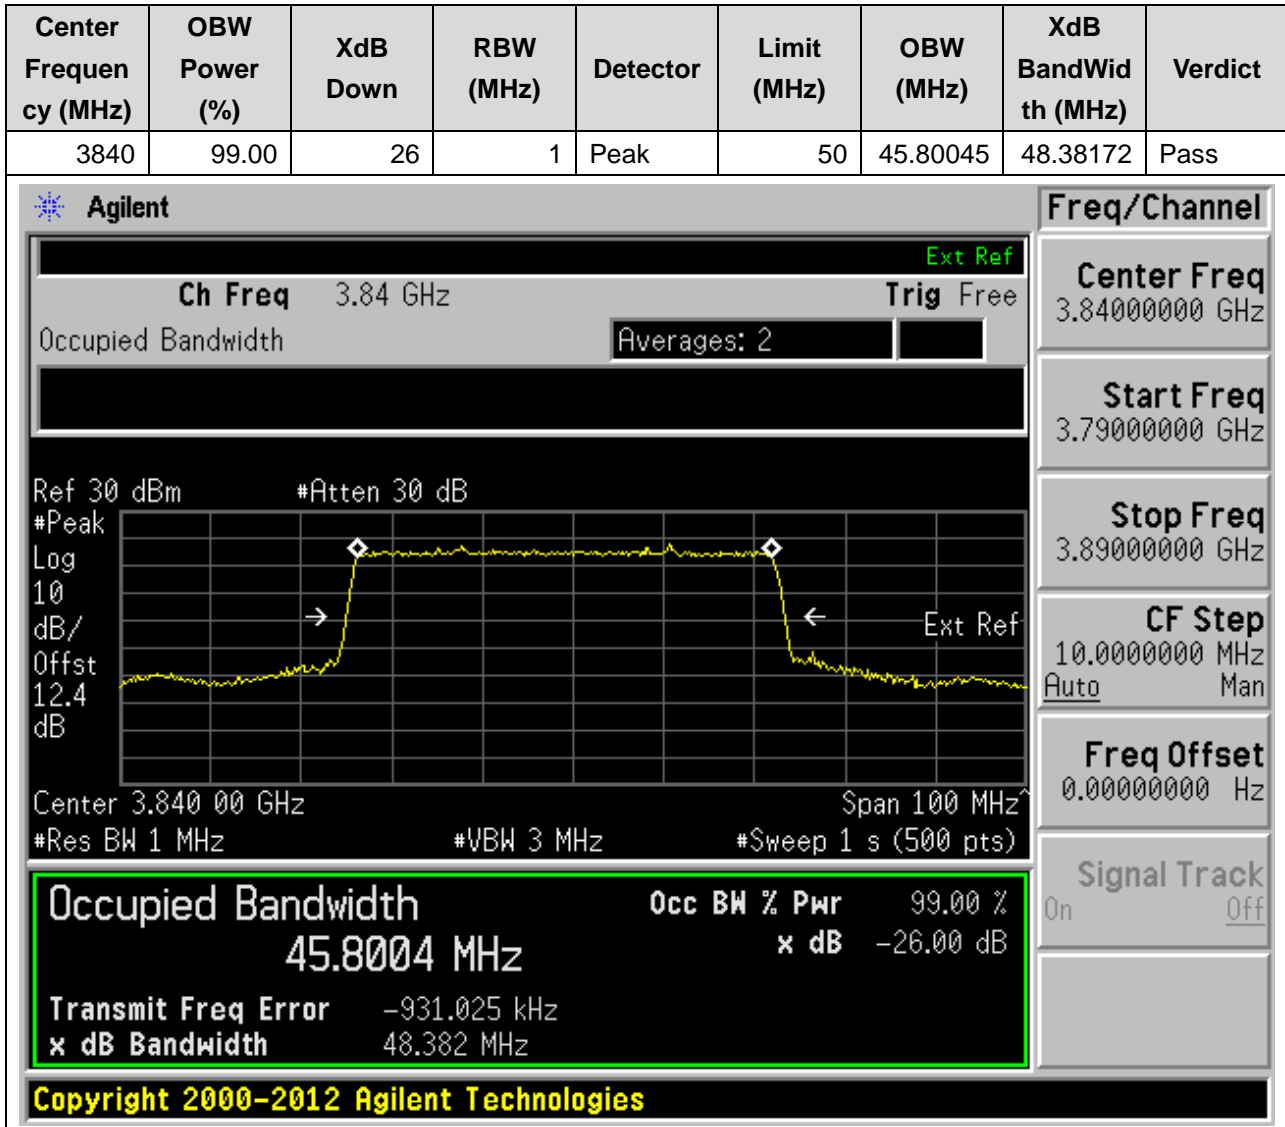 Center Frequen cy (MHz) OBW Power (%) XdB Down RBW (MHz) Detector Limit (MHz) OBW (MHz) XdB BandWid th (MHz) Verdict
3840 99.00 26 1 Peak 50 45.80045 48.38172 Pass
Agilent
Freq/Channel
Ext Ref
Ch Freq 3.84 GHz Trig Free
Occupied Bandwidth Averages: 2
Center Freq
3.84000000 GHz
Start Freq
3.79000000 GHz
Stop Freq
3.89000000 GHz
CF Step
10.0000000 MHz
Auto Man
Freq Offset
0.00000000 Hz
Signal Track
On Off
Ref 30 dBm #Atten 30 dB
#Peak
Log
10
dB/
Offst
12.4
dB
Ext Ref
Center 3.840 00 GHz Span 100 MHz^
#Res BW 1 MHz #VBW 3 MHz #Sweep 1 s (500 pts)
Occupied Bandwidth
45.8004 MHz
Occ BW % Pwr 99.00 %
x dB -26.00 dB
Transmit Freq Error -931.025 kHz
x dB Bandwidth 48.382 MHz
Copyright 2000-2012 Agilent Technologies